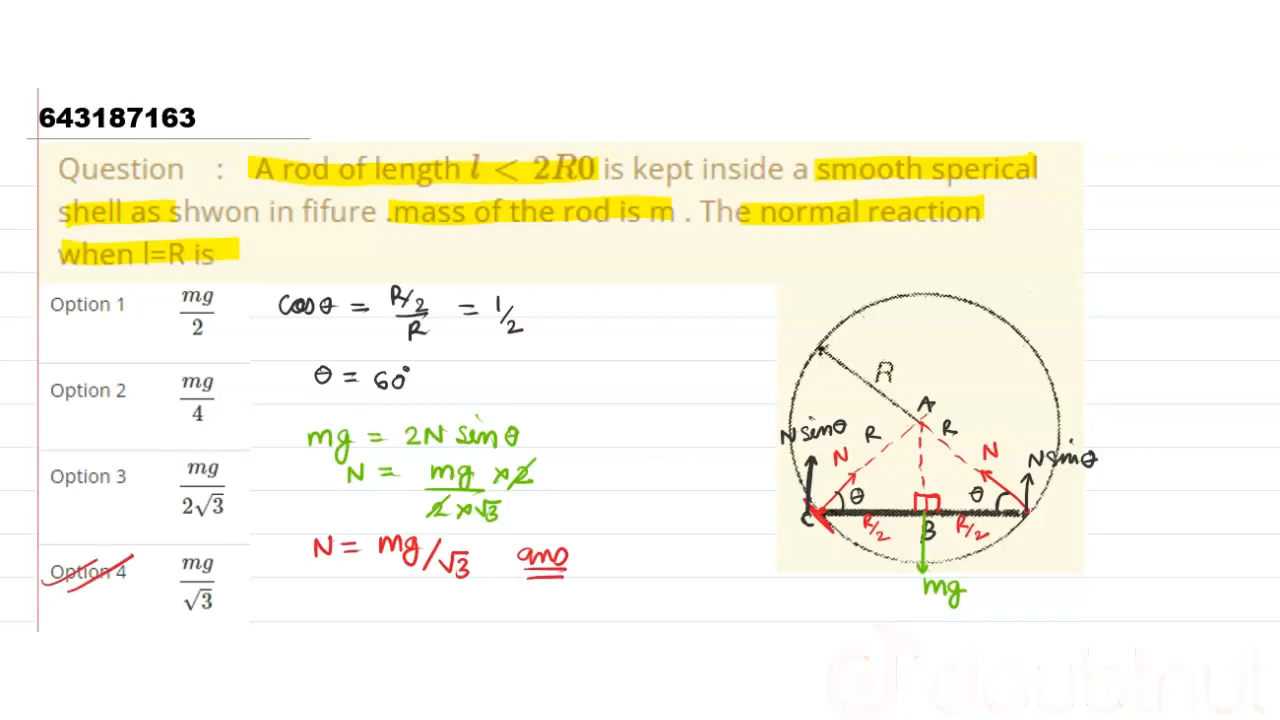 643187163
Question : A rod of length l < 2R0 is kept inside a smooth sperical
shell as shwon in fifure .mass of the rod is m . The normal reaction
when l=R is
Option 1 mg/2
Option 2 mg/4
Option 3 mg/2√3
Option 4 mg/√3
cosθ = R/2/R = 1/2
θ = 60°
mg = 2N sinθ
N = mg × 2/2 × √3
N = mg/√3 ans
R
A
N sinθ R R
N N N sinθ
θ θ
C R/2 B R/2
mg
doubtnut